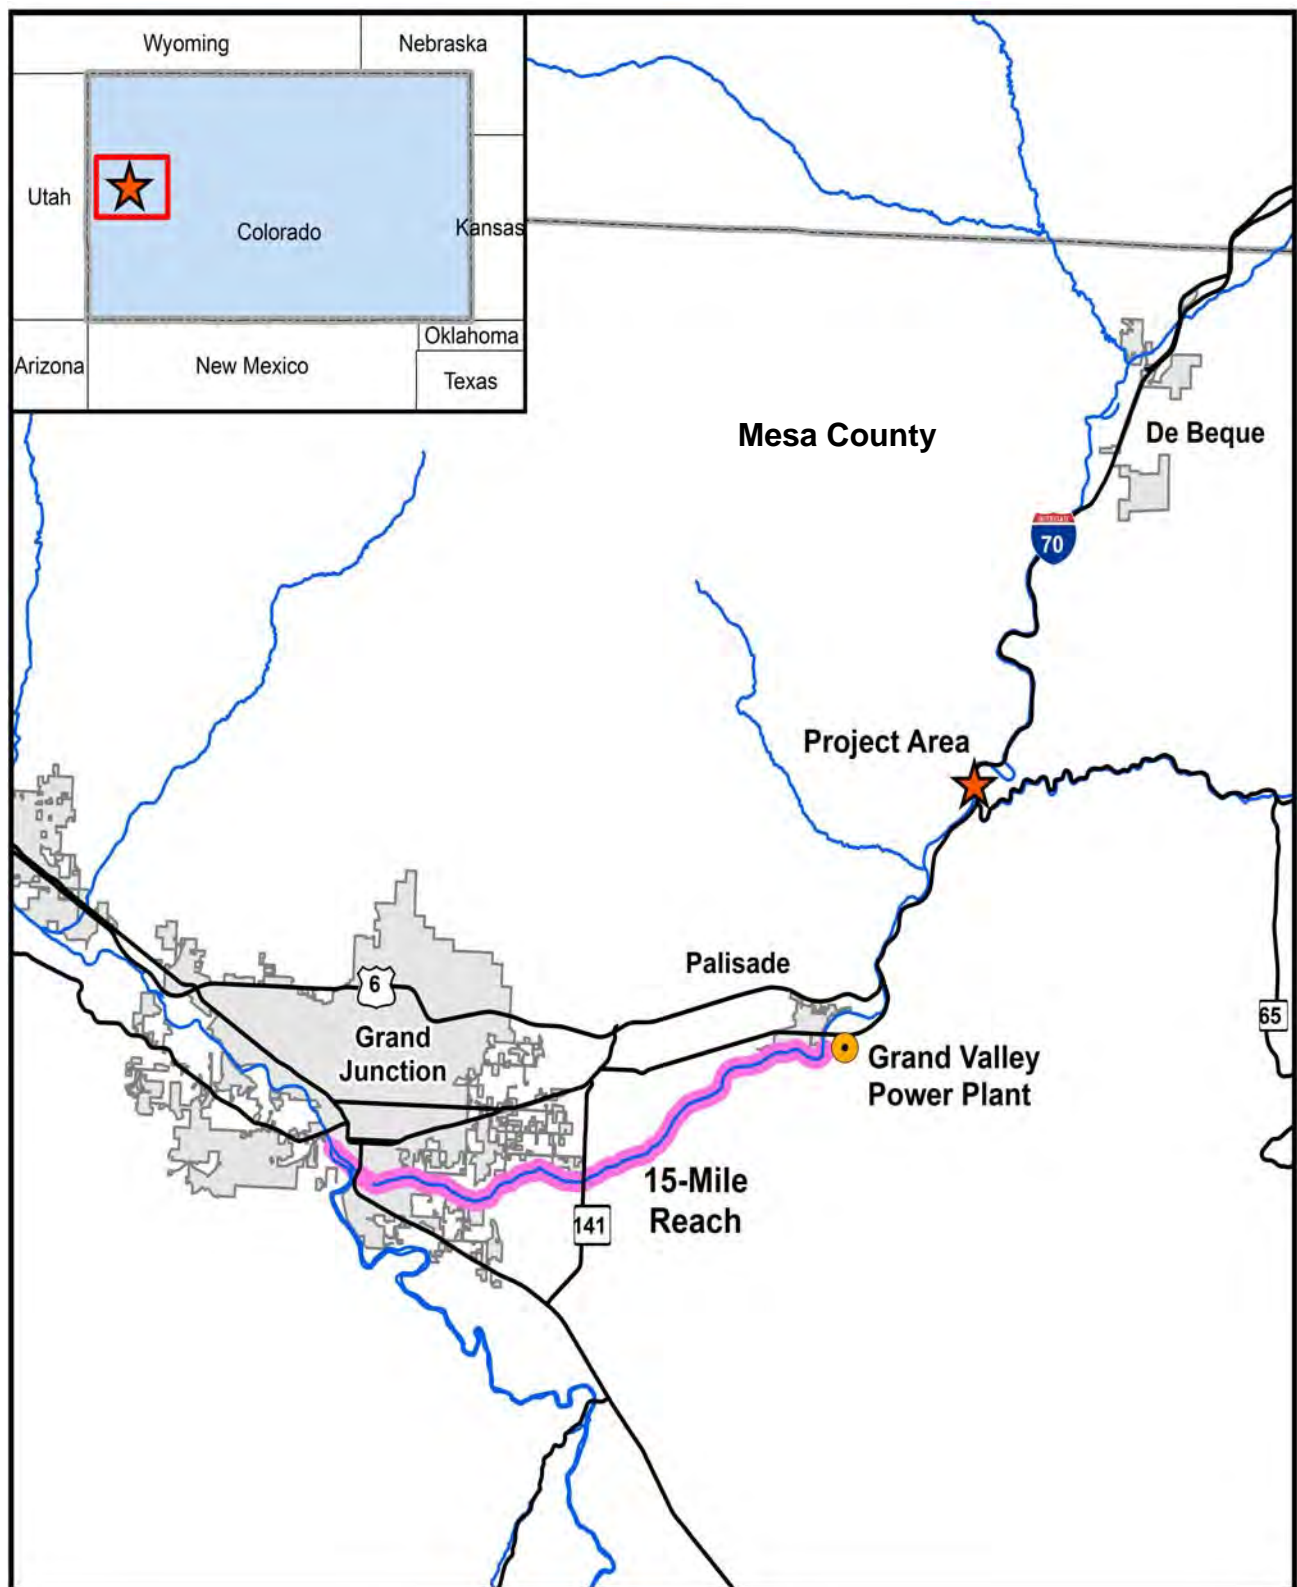 Wyoming
Nebraska
Utah
Colorado
Kansas
Oklahoma
Arizona
New Mexico
Texas
Mesa County
De Beque
INTERSTATE
70
Project Area
Palisade
6
65
Grand
Junction
Grand Valley
Power Plant
15-Mile
Reach
141